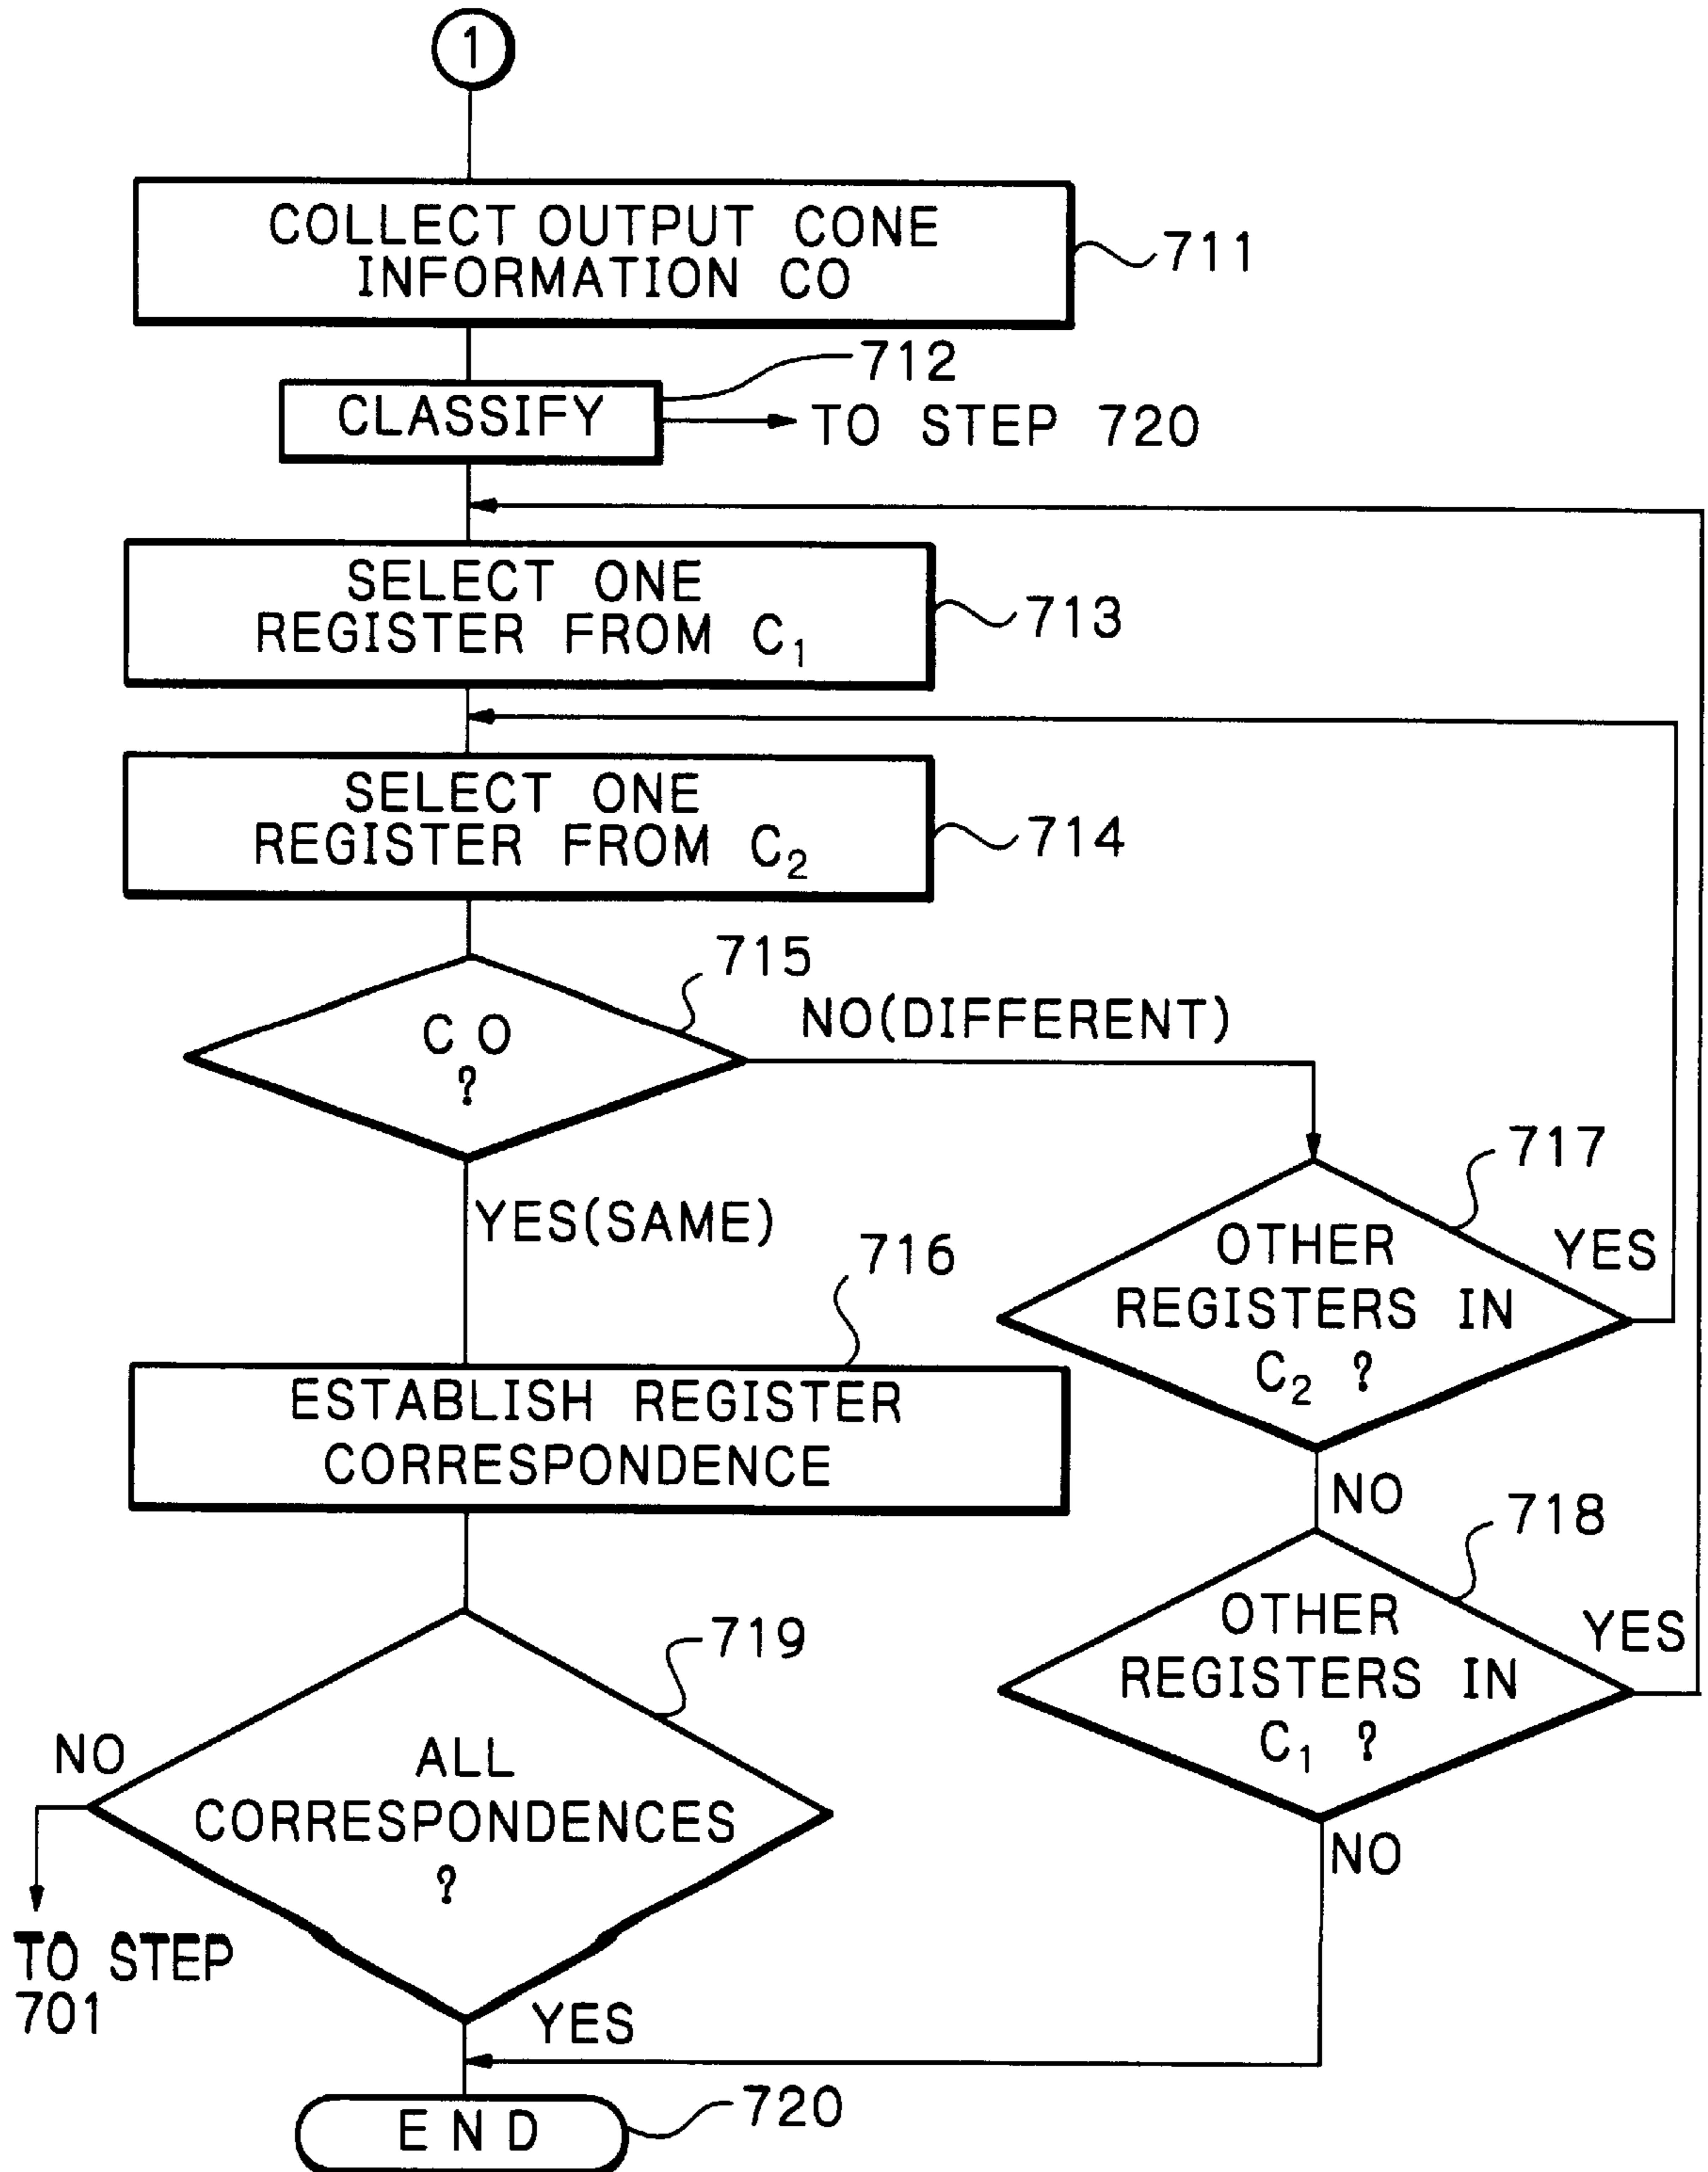 1
COLLECT OUTPUT CONE
INFORMATION CO
711
712
CLASSIFY
TO STEP 720
SELECT ONE
REGISTER FROM C1
713
SELECT ONE
REGISTER FROM C2
714
715
C O
?
NO(DIFFERENT)
YES(SAME)
716
717
OTHER
REGISTERS IN
C2 ?
YES
NO
ESTABLISH REGISTER
CORRESPONDENCE
718
OTHER
REGISTERS IN
C1 ?
YES
NO
719
ALL
CORRESPONDENCES
?
NO
TO STEP
701
YES
720
END